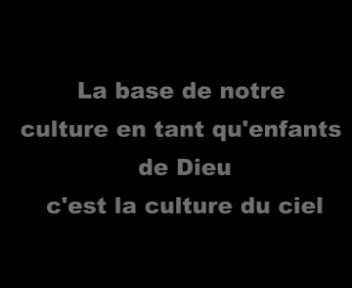 La base de notre
culture en tant qu'enfants
de Dieu
c'est la culture du ciel